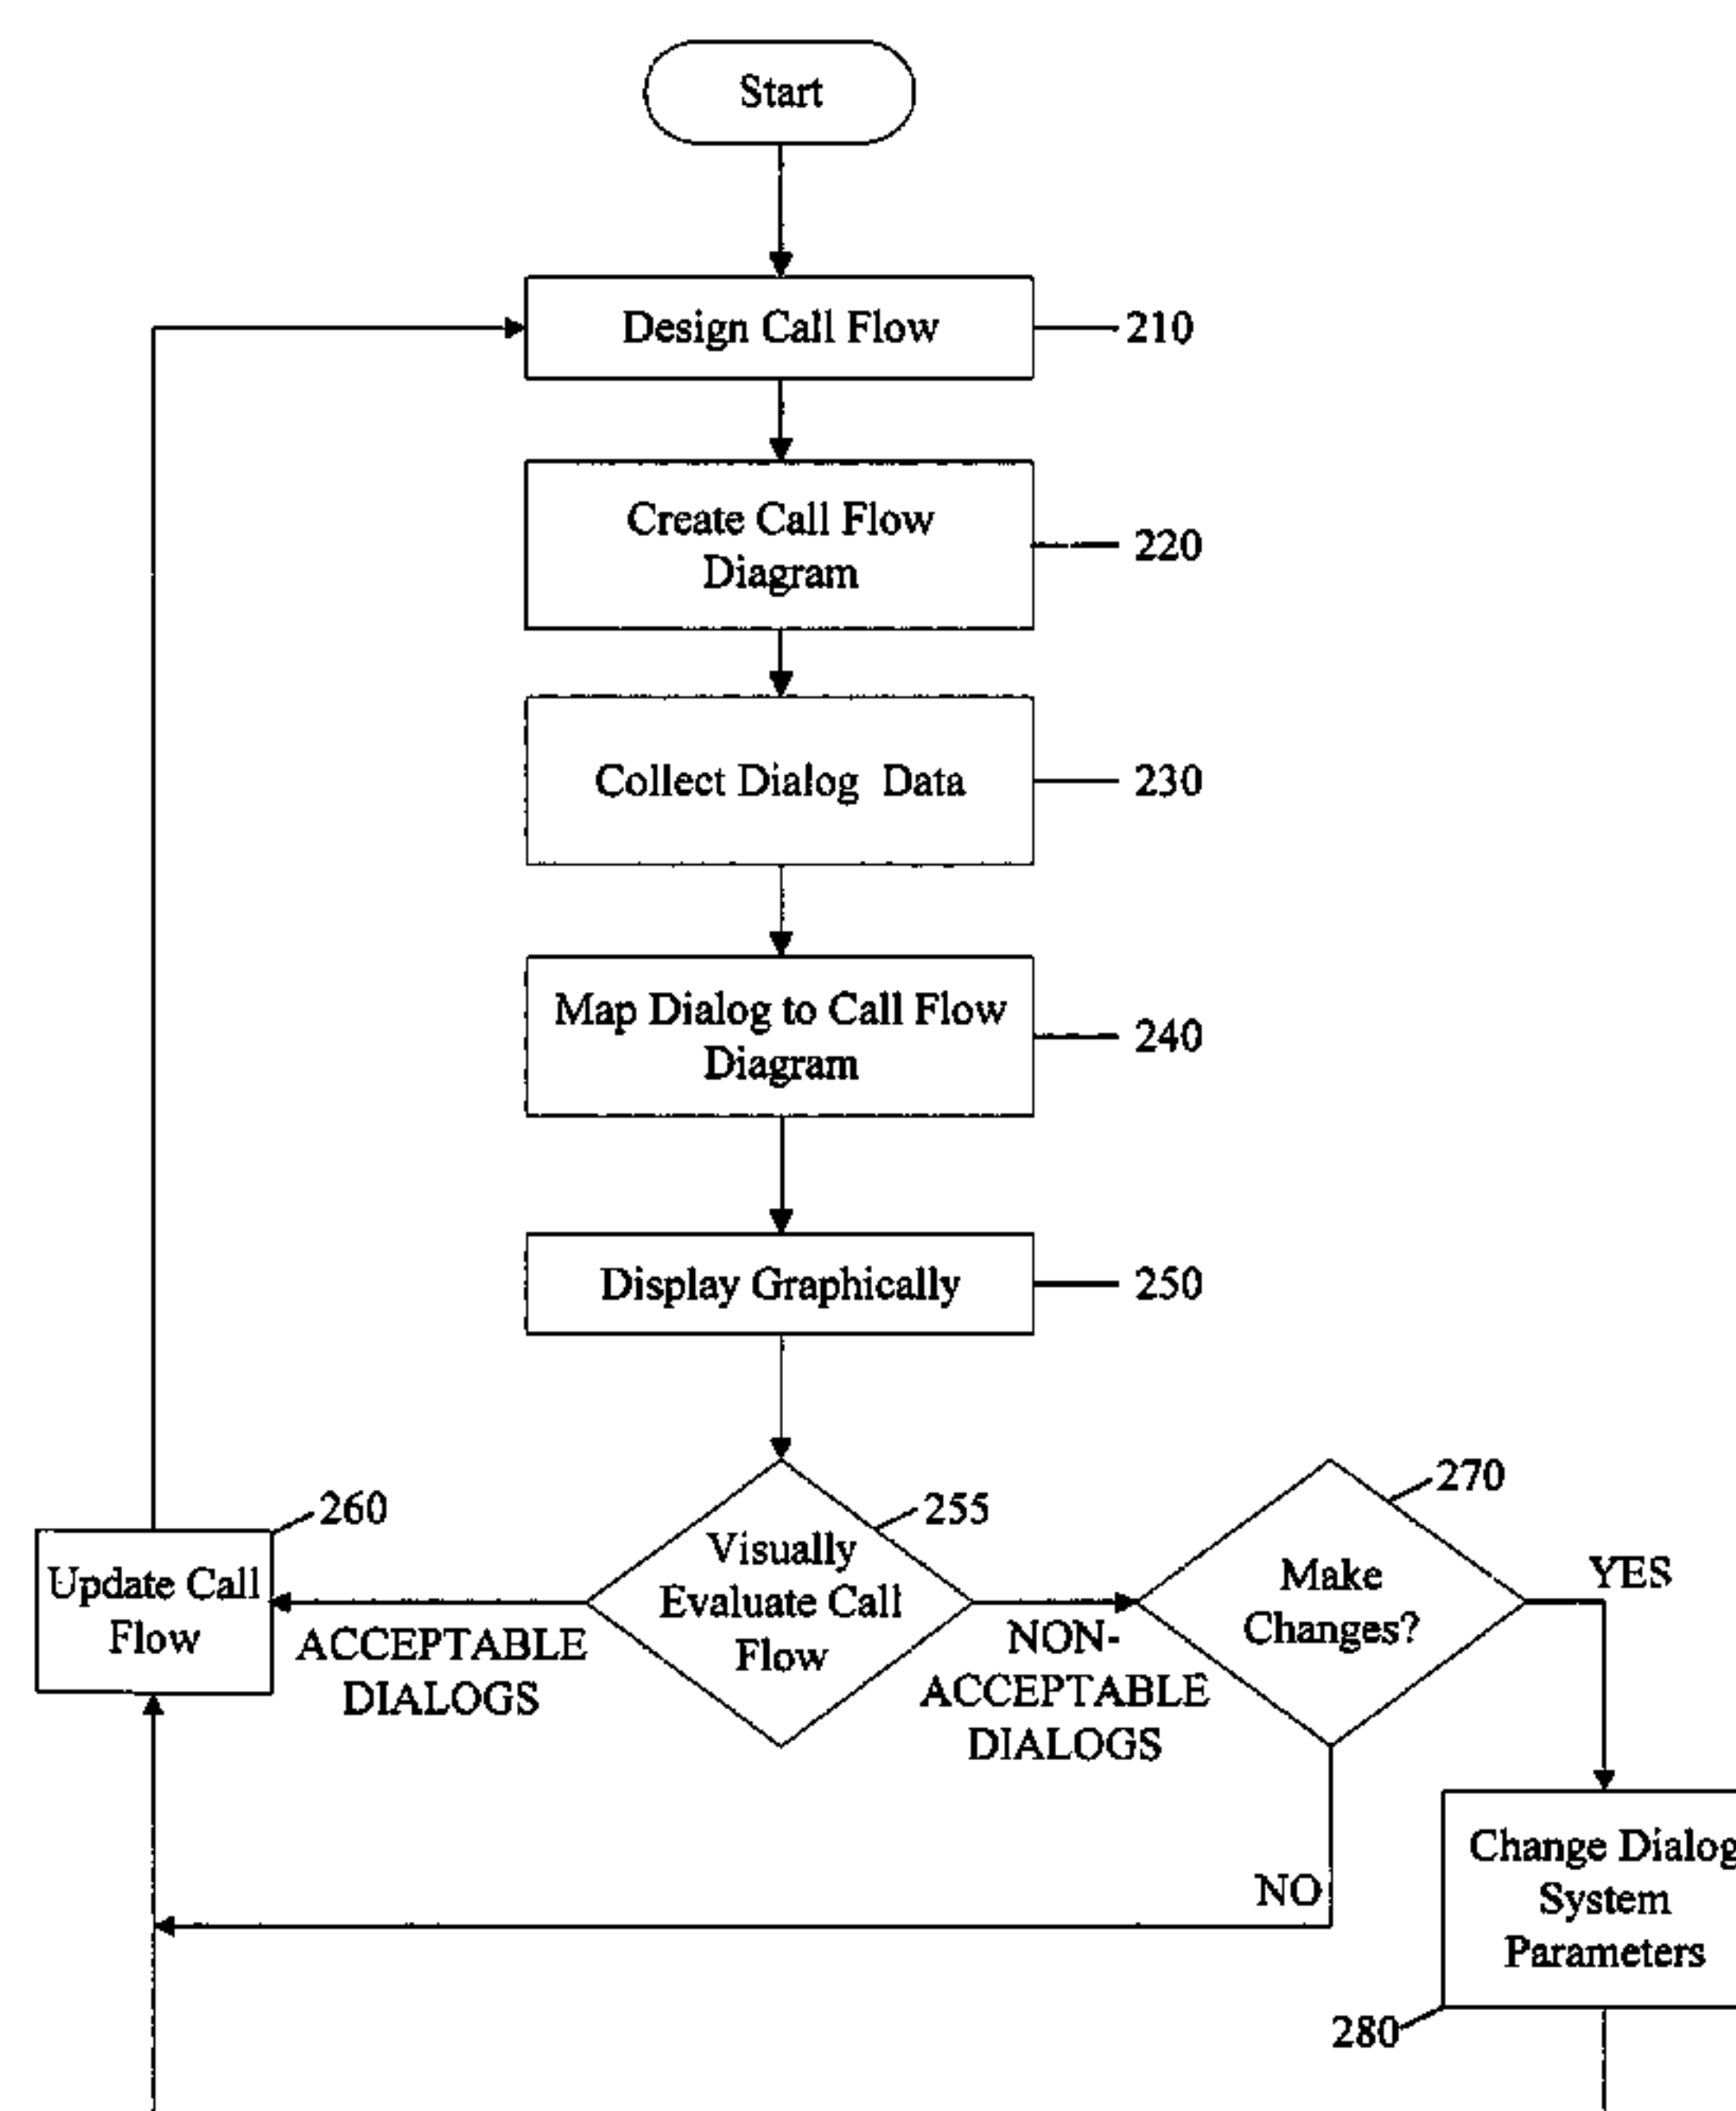 Start
Design Call Flow
210
Create Call Flow
Diagram
220
Collect Dialog Data
230
Map Dialog to Call Flow
Diagram
240
Display Graphically
250
260
Update Call
Flow
ACCEPTABLE
DIALOGS
255
Visually
Evaluate Call
Flow
NON-
ACCEPTABLE
DIALOGS
270
Make
Changes?
YES
NO
Change Dialog
System
Parameters
280